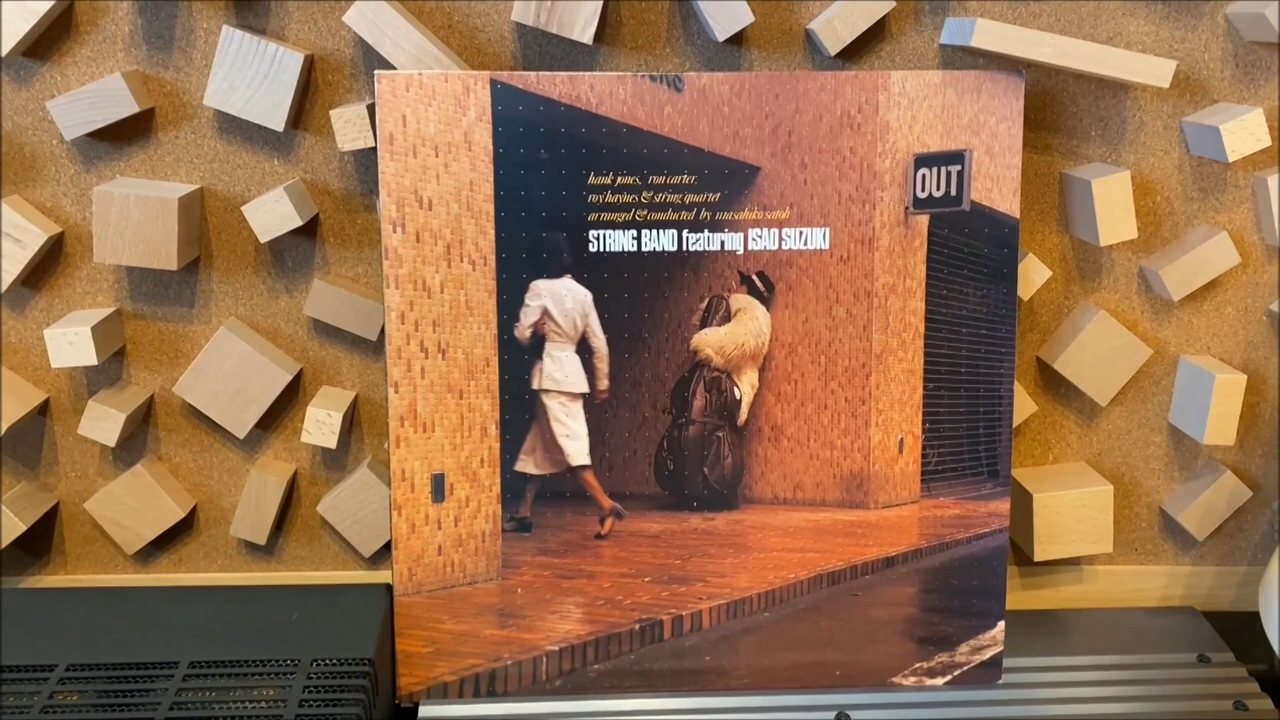 hank jones, ron carter,
roy haynes & string quartet
arranged & conducted by masahiko satoh
STRING BAND featuring ISAO SUZUKI
OUT